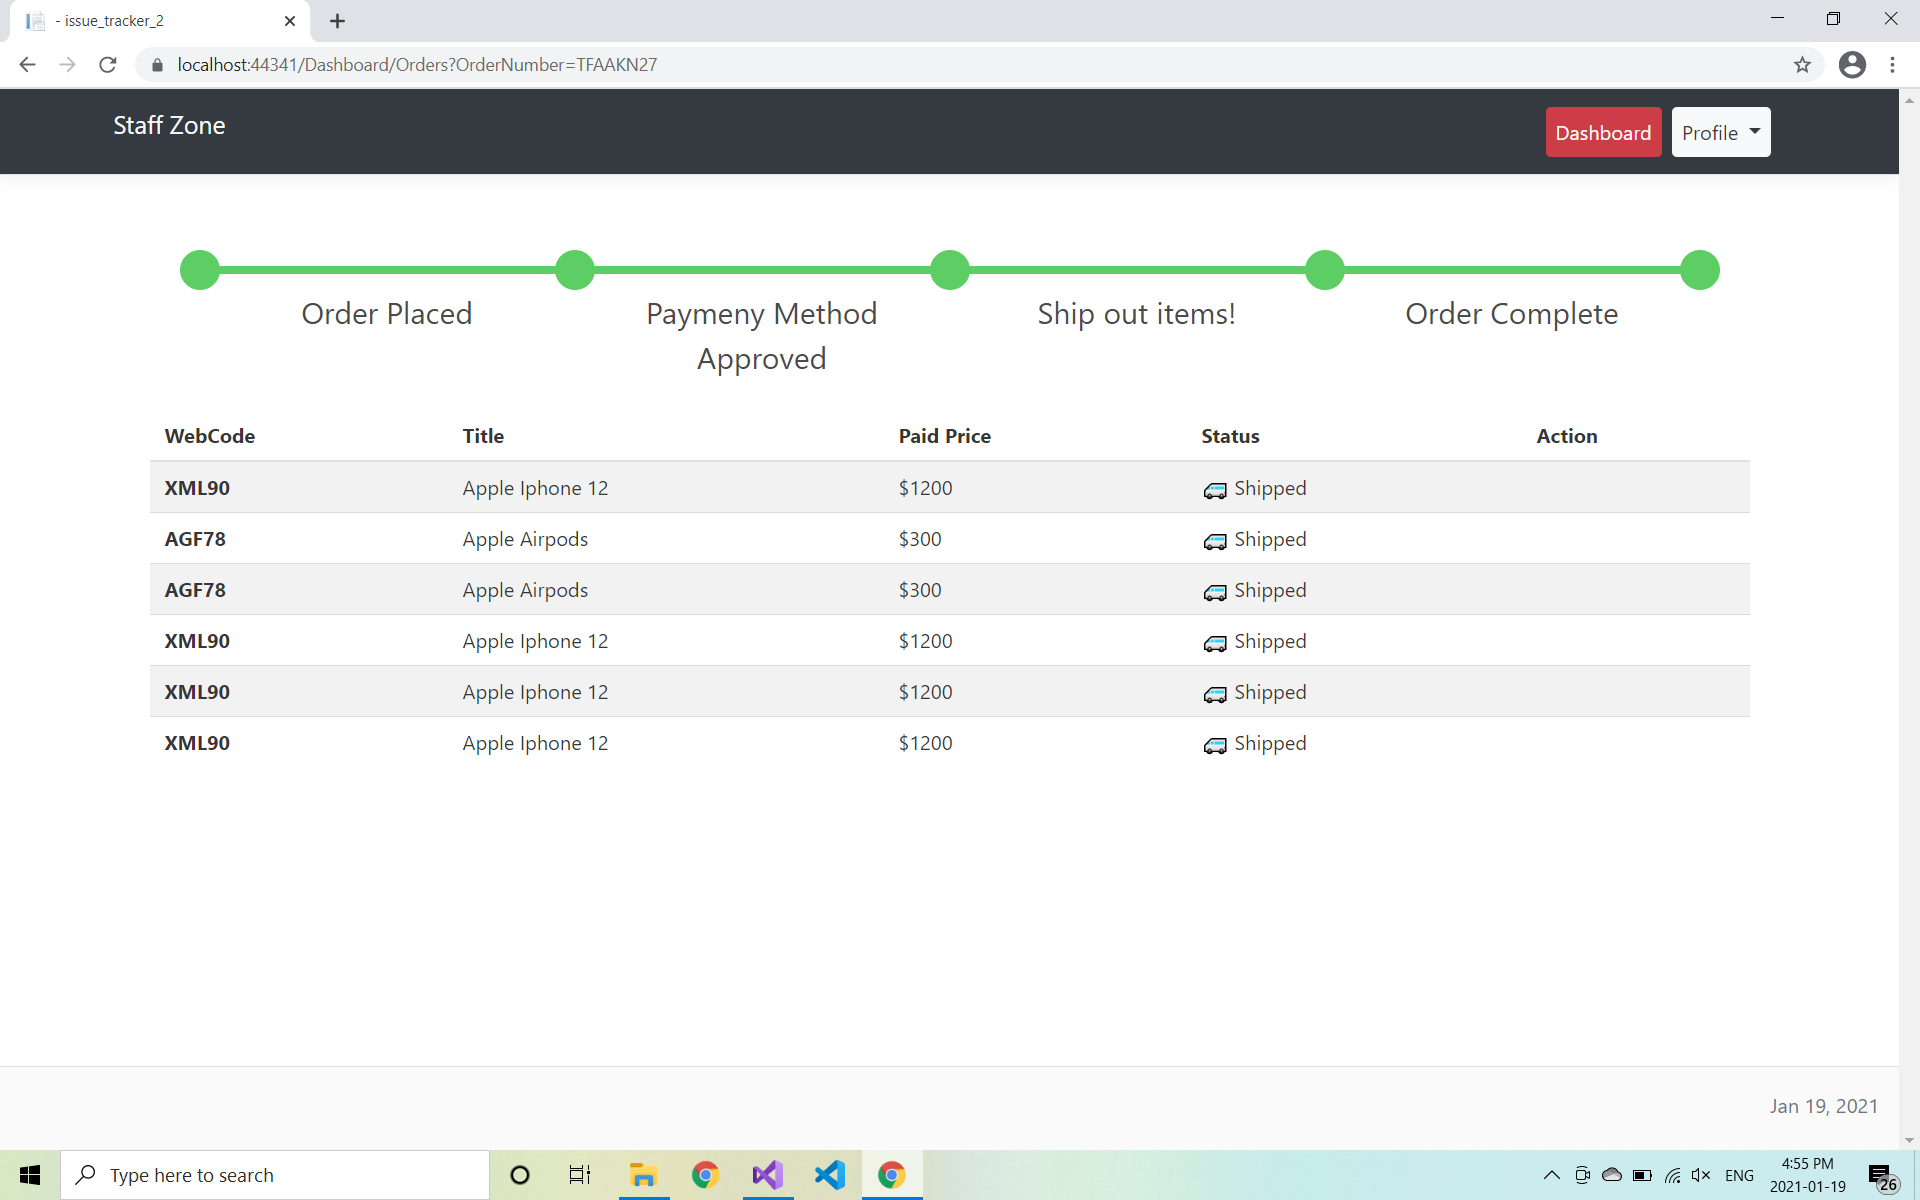 - issue_tracker_2
localhost:44341/Dashboard/Orders?OrderNumber=TFAAKN27
Staff Zone
Dashboard
Profile
Order Placed
Paymeny Method
Approved
Ship out items!
Order Complete
WebCode Title Paid Price Status Action
XML90 Apple Iphone 12 $1200 Shipped
AGF78 Apple Airpods $300 Shipped
AGF78 Apple Airpods $300 Shipped
XML90 Apple Iphone 12 $1200 Shipped
XML90 Apple Iphone 12 $1200 Shipped
XML90 Apple Iphone 12 $1200 Shipped
Jan 19, 2021
Type here to search
ENG
4:55 PM
2021-01-19
26